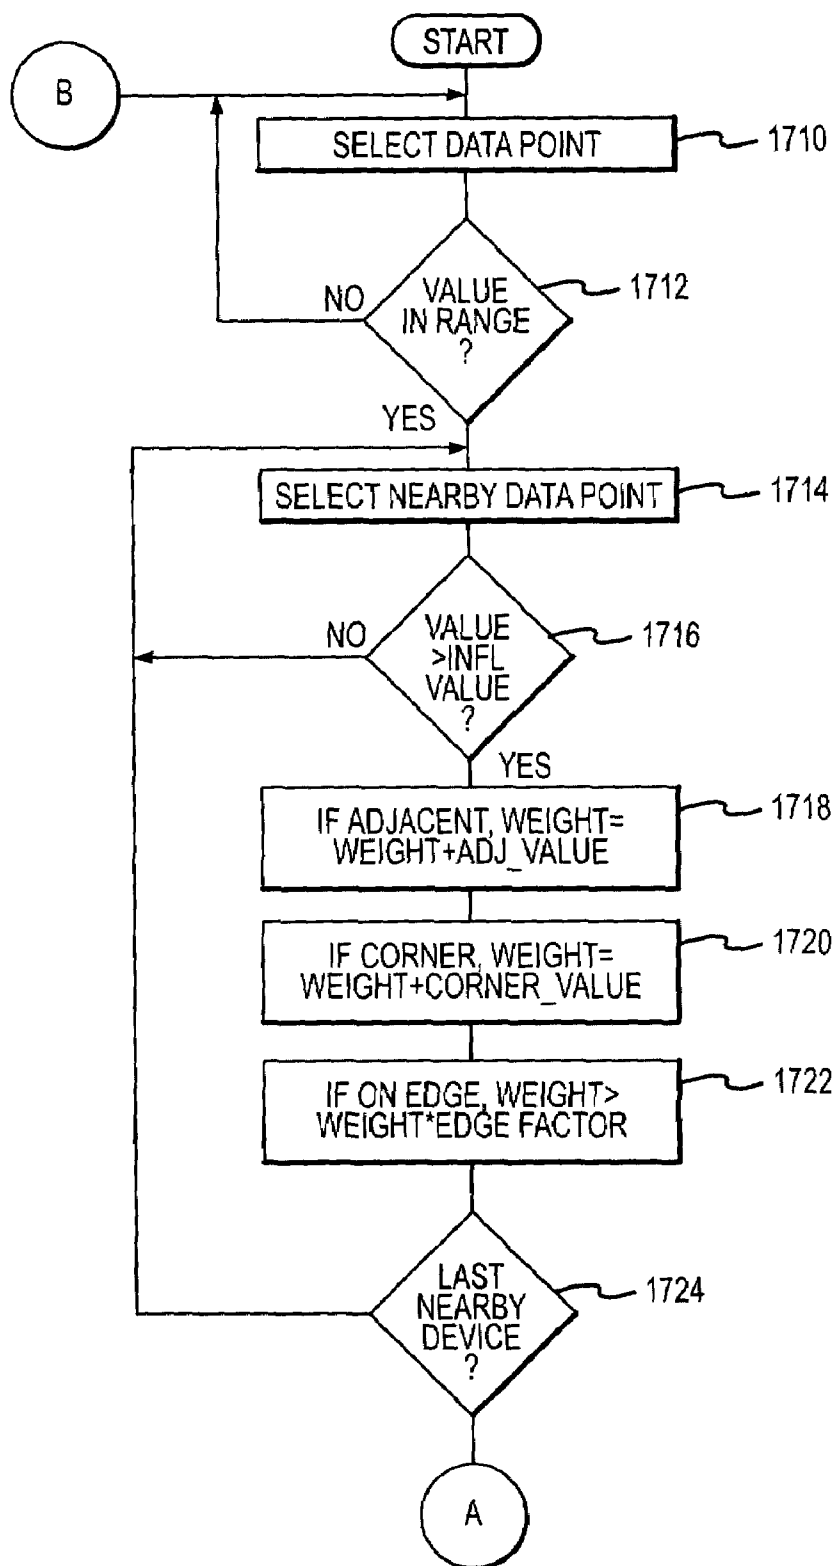 START
B
SELECT DATA POINT
1710
VALUE
IN RANGE
?
1712
NO
YES
SELECT NEARBY DATA POINT
1714
VALUE
>INFL
VALUE
?
1716
NO
YES
IF ADJACENT, WEIGHT=
WEIGHT+ADJ_VALUE
1718
IF CORNER, WEIGHT=
WEIGHT+CORNER_VALUE
1720
IF ON EDGE, WEIGHT>
WEIGHT*EDGE FACTOR
1722
LAST
NEARBY
DEVICE
?
1724
A